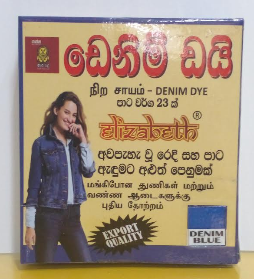 ඩෙනිම් ඩයි
நிற சாயம் - DENIM DYE
පාට වර්ග 23 ක්
elizabeth®
අවපැහැ වූ රෙදි සහ පාට
ඇඳුමට අළුත් පෙනුමක්
மங்கிபோன துணிகள் மற்றும்
வண்ண ஆடைகளுக்கு
புதிய தோற்றம்
EXPORT
QUALITY
DENIM
BLUE